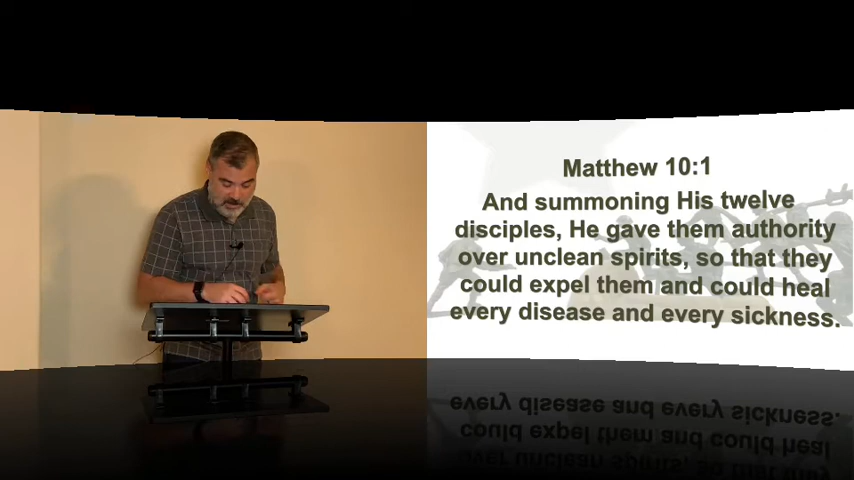 Matthew 10:1
And summoning His twelve
disciples, He gave them authority
over unclean spirits, so that they
could expel them and could heal
every disease and every sickness.